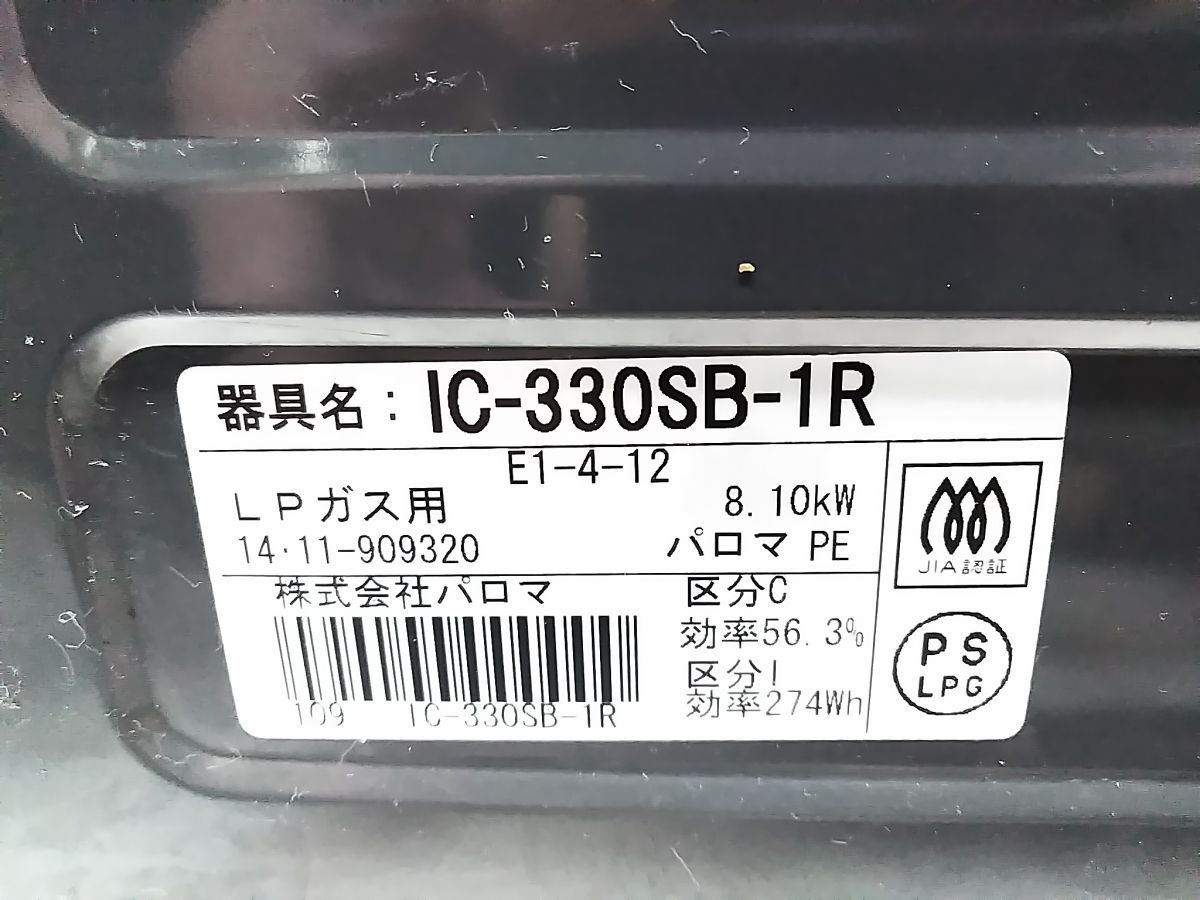 器具名：IC-330SB-1R
E1-4-12
LPガス用 8.10kW
14·11-909320 パロマ PE
JIA認証
株式会社パロマ 区分C
効率56.3%
区分I
109 IC-330SB-1R 効率274Wh
PS
LPG